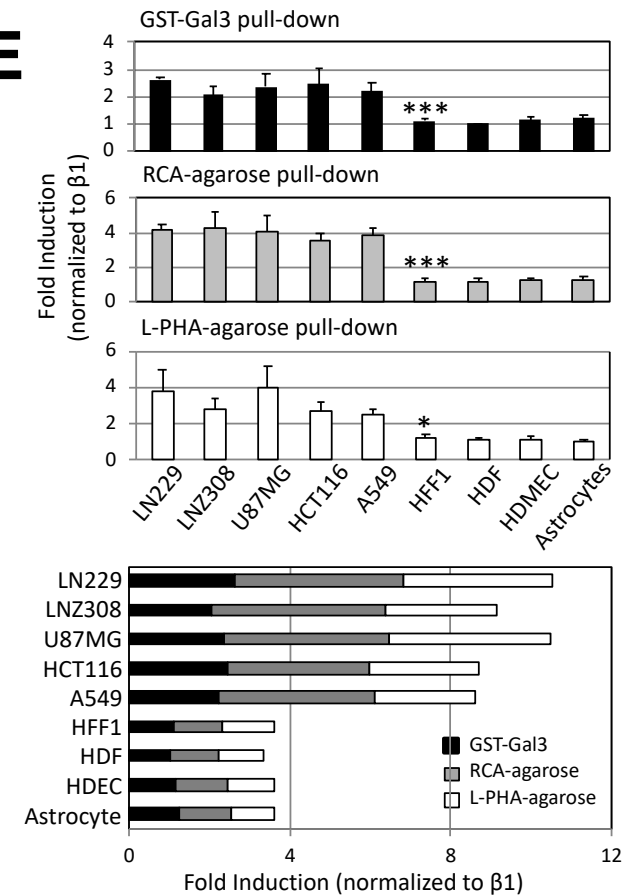 E
GST-Gal3 pull-down
4
3
2
1
0
***
RCA-agarose pull-down
6
4
2
0
***
Fold Induction
(normalized to β1)
L-PHA-agarose pull-down
6
4
2
0
*
LN229 LNZ308 U87MG HCT116 A549 HFF1 HDF HDMEC Astrocytes
LN229
LNZ308
U87MG
HCT116
A549
HFF1
HDF
HDEC
Astrocyte
GST-Gal3
RCA-agarose
L-PHA-agarose
0 4 8 12
Fold Induction (normalized to β1)